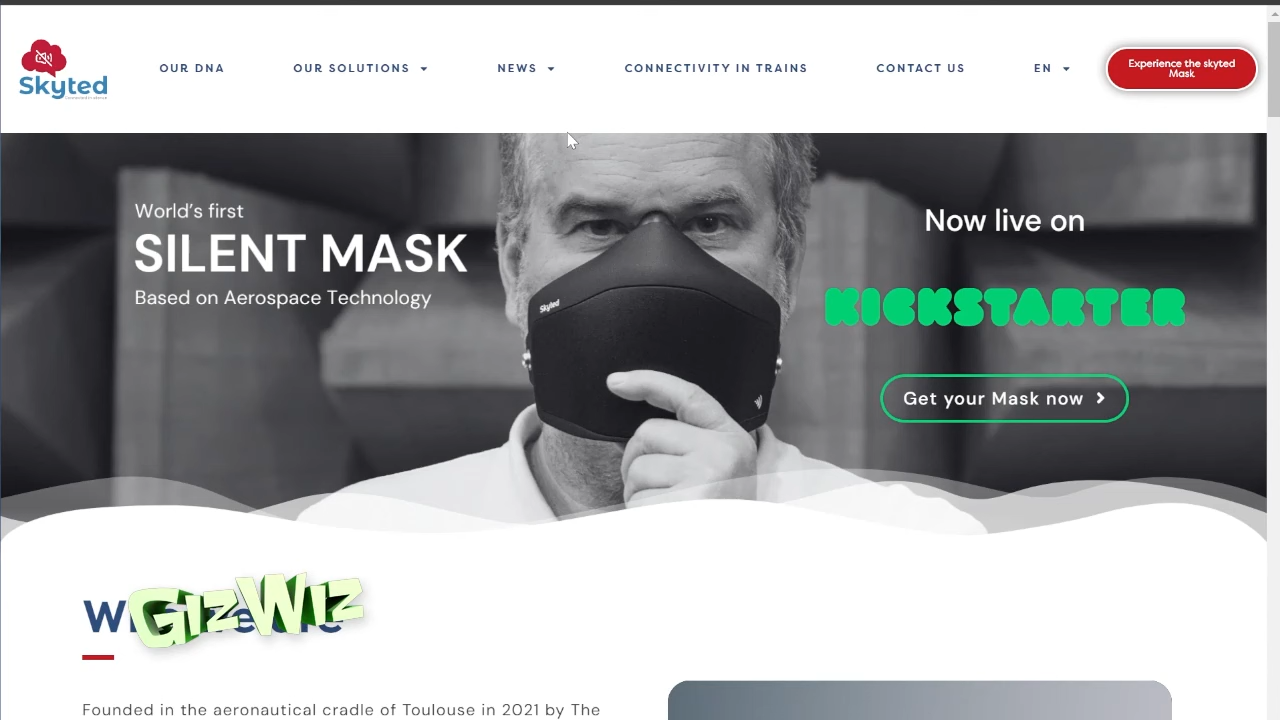 Skyted
OUR DNA
OUR SOLUTIONS
NEWS
CONNECTIVITY IN TRAINS
CONTACT US
EN
Experience the skyted
Mask
World's first
SILENT MASK
Based on Aerospace Technology
Skyted
Now live on
KICKSTARTER
Get your Mask now
GizWiz
Founded in the aeronautical cradle of Toulouse in 2021 by The